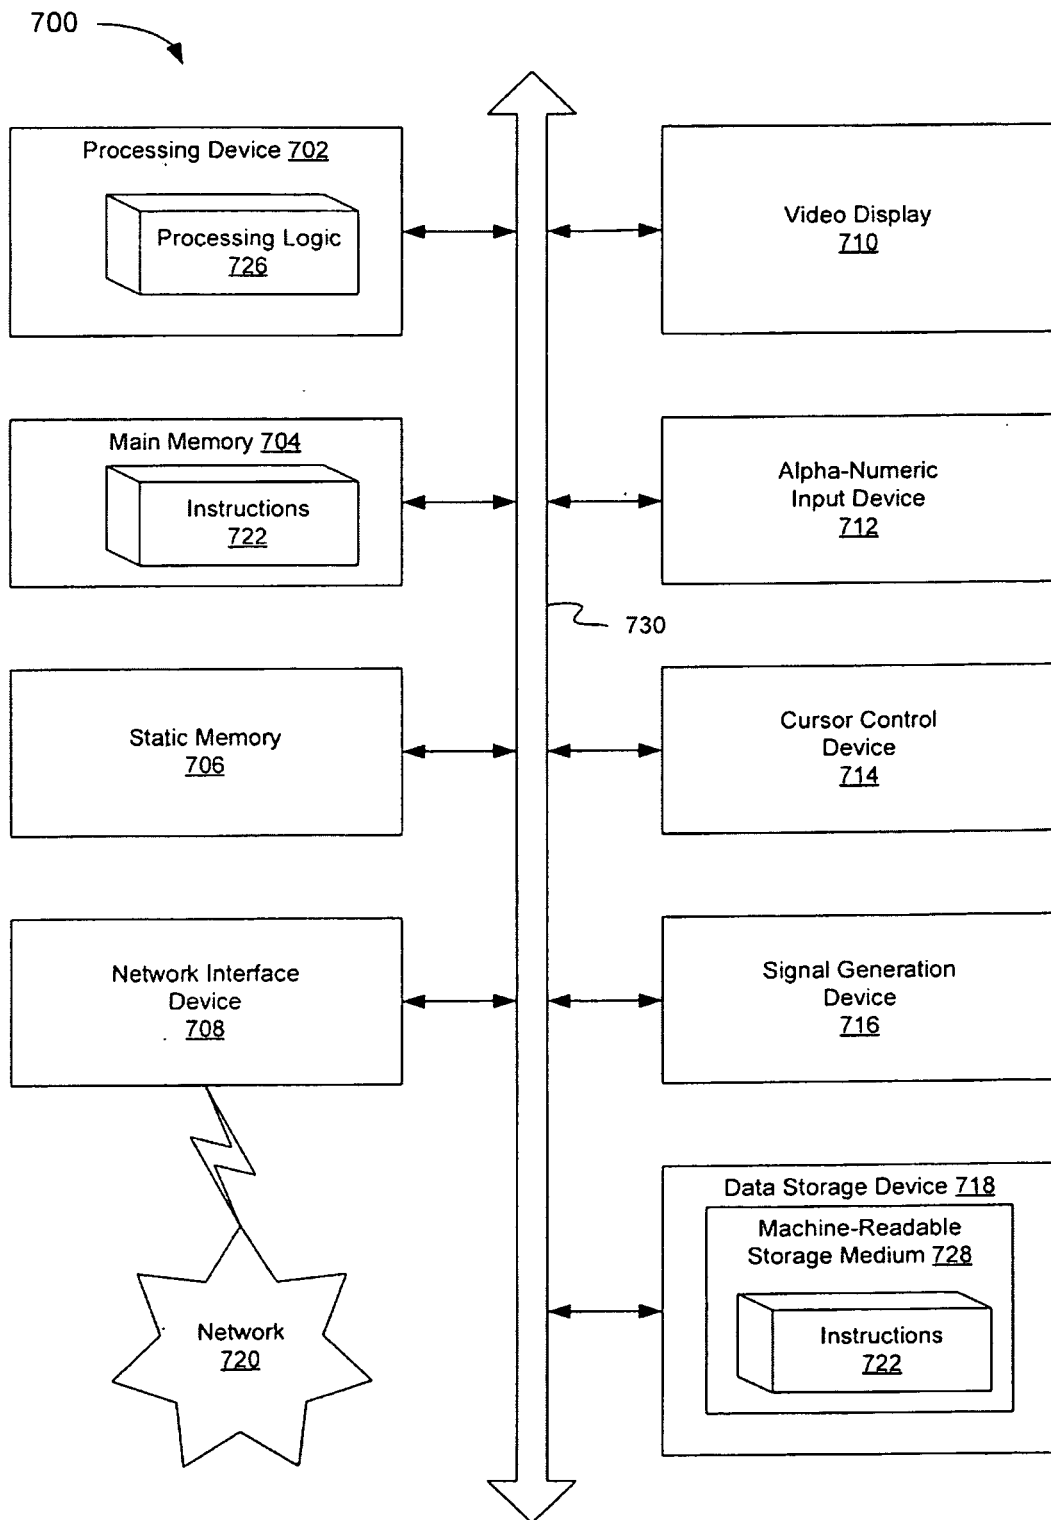 700
Processing Device 702
Processing Logic
726
Main Memory 704
Instructions
722
Static Memory
706
Network Interface
Device
708
Network
720
730
Video Display
710
Alpha-Numeric
Input Device
712
Cursor Control
Device
714
Signal Generation
Device
716
Data Storage Device 718
Machine-Readable
Storage Medium 728
Instructions
722